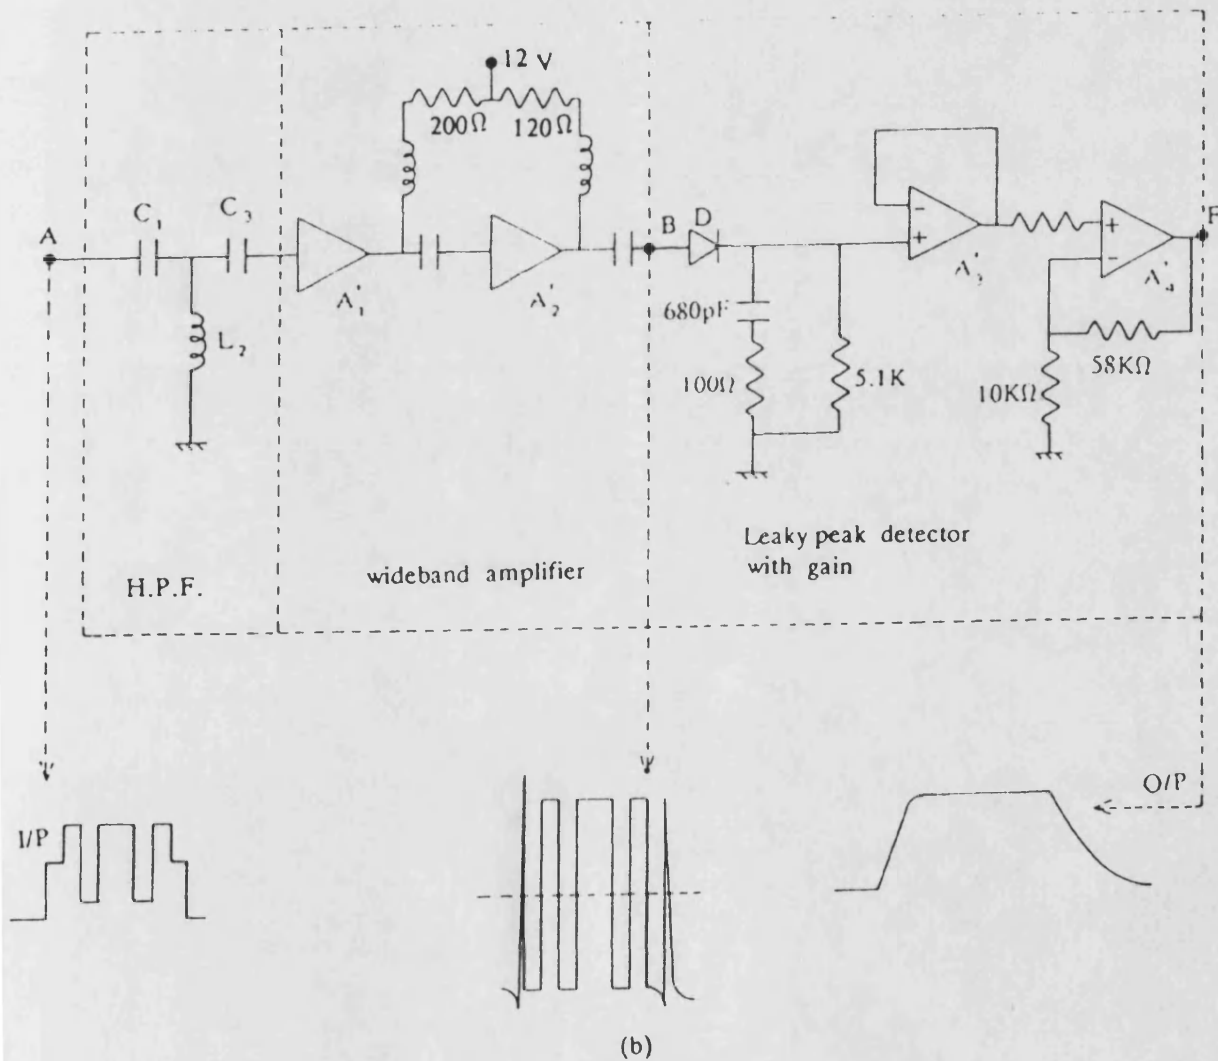 12 V
200Ω
120Ω
A
C₁
C₃
L₂
A'₁
A'₂
B
D
680pF
100Ω
5.1K
A'₃
A'₄
10KΩ
58KΩ
F
H.P.F.
wideband amplifier
Leaky peak detector
with gain
I/P
O/P
(b)